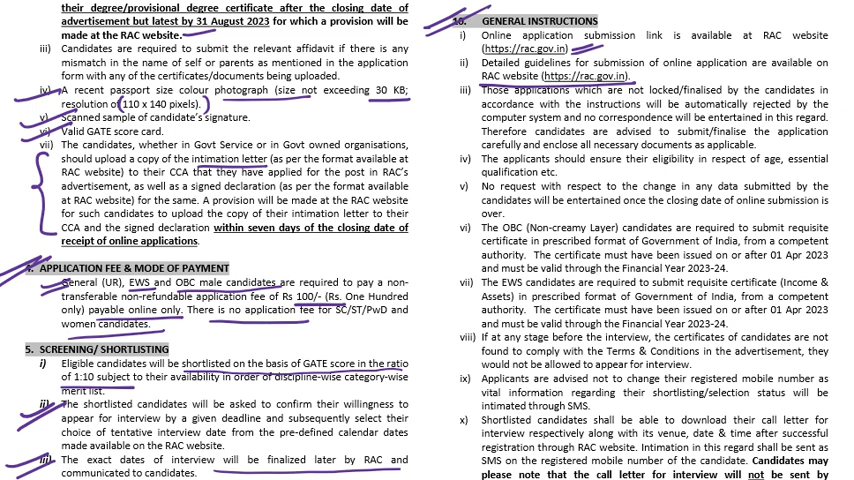 their degree/provisional degree certificate after the closing date of
advertisement but latest by 31 August 2023 for which a provision will be
made at the RAC website.
iii) Candidates are required to submit the relevant affidavit if there is any
mismatch in the name of self or parents as mentioned in the application
form with any of the certificates/documents being uploaded.
iv) A recent passport size colour photograph (size not exceeding 30 KB;
resolution of 110 x 140 pixels).
v) Scanned sample of candidate's signature.
vi) Valid GATE score card.
vii) The candidates, whether in Govt Service or in Govt owned organisations,
should upload a copy of the intimation letter (as per the format available at
RAC website) to their CCA that they have applied for the post in RAC's
advertisement, as well as a signed declaration (as per the format available
at RAC website) for the same. A provision will be made at the RAC website
for such candidates to upload the copy of their intimation letter to their
CCA and the signed declaration within seven days of the closing date of
receipt of online applications.
4. APPLICATION FEE & MODE OF PAYMENT
General (UR), EWS and OBC male candidates are required to pay a non-
transferable non-refundable application fee of Rs 100/- (Rs. One Hundred
only) payable online only. There is no application fee for SC/ST/PwD and
women candidates.
5. SCREENING/ SHORTLISTING
i) Eligible candidates will be shortlisted on the basis of GATE score in the ratio
of 1:10 subject to their availability in order of discipline-wise category-wise
merit list.
ii) The shortlisted candidates will be asked to confirm their willingness to
appear for interview by a given deadline and subsequently select their
choice of tentative interview date from the pre-defined calendar dates
made available on the RAC website.
iii) The exact dates of interview will be finalized later by RAC and
communicated to candidates.
10. GENERAL INSTRUCTIONS
i) Online application submission link is available at RAC website
(https://rac.gov.in)
ii) Detailed guidelines for submission of online application are available on
RAC website (https://rac.gov.in).
iii) Those applications which are not locked/finalised by the candidates in
accordance with the instructions will be automatically rejected by the
computer system and no correspondence will be entertained in this regard.
Therefore candidates are advised to submit/finalise the application
carefully and enclose all necessary documents as applicable.
iv) The applicants should ensure their eligibility in respect of age, essential
qualification etc.
v) No request with respect to the change in any data submitted by the
candidates will be entertained once the closing date of online submission is
over.
vi) The OBC (Non-creamy Layer) candidates are required to submit requisite
certificate in prescribed format of Government of India, from a competent
authority. The certificate must have been issued on or after 01 Apr 2023
and must be valid through the Financial Year 2023-24.
vii) The EWS candidates are required to submit requisite certificate (Income &
Assets) in prescribed format of Government of India, from a competent
authority. The certificate must have been issued on or after 01 Apr 2023
and must be valid through the Financial Year 2023-24.
viii) If at any stage before the interview, the certificates of candidates are not
found to comply with the Terms & Conditions in the advertisement, they
would not be allowed to appear for interview.
ix) Applicants are advised not to change their registered mobile number as
vital information regarding their shortlisting/selection status will be
intimated through SMS.
x) Shortlisted candidates shall be able to download their call letter for
interview respectively along with its venue, date & time after successful
registration through RAC website. Intimation in this regard shall be sent as
SMS on the registered mobile number of the candidate. Candidates may
please note that the call letter for interview will not be sent by